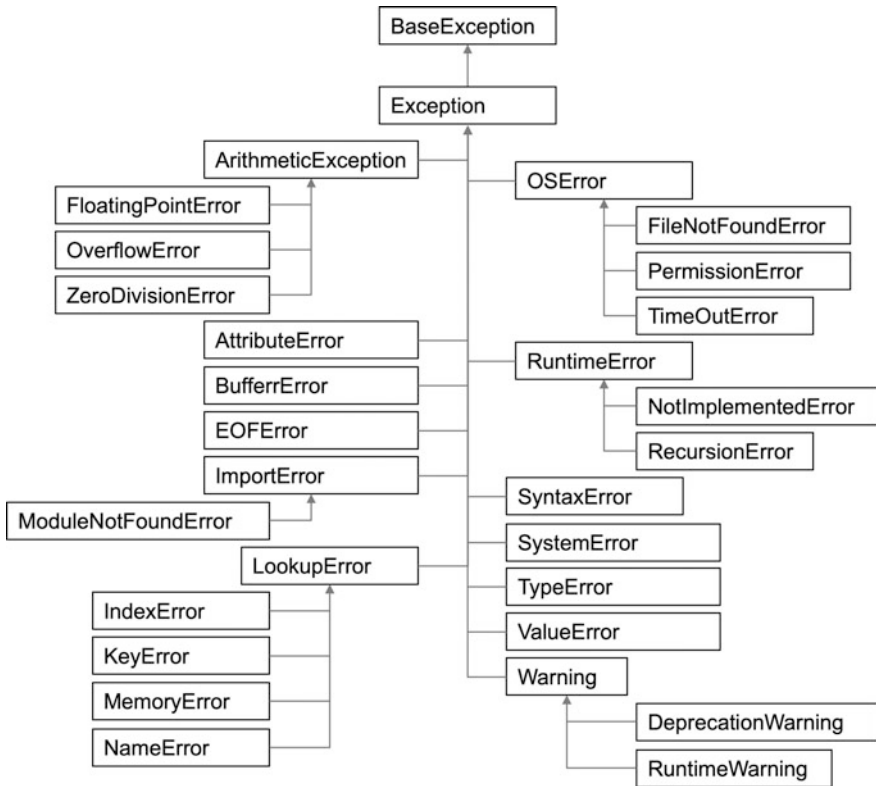 BaseException
Exception
ArithmeticException
FloatingPointError
OverflowError
ZeroDivisionError
AttributeError
BufferrError
EOFError
ImportError
ModuleNotFoundError
LookupError
IndexError
KeyError
MemoryError
NameError
OSError
FileNotFoundError
PermissionError
TimeOutError
RuntimeError
NotImplementedError
RecursionError
SyntaxError
SystemError
TypeError
ValueError
Warning
DeprecationWarning
RuntimeWarning